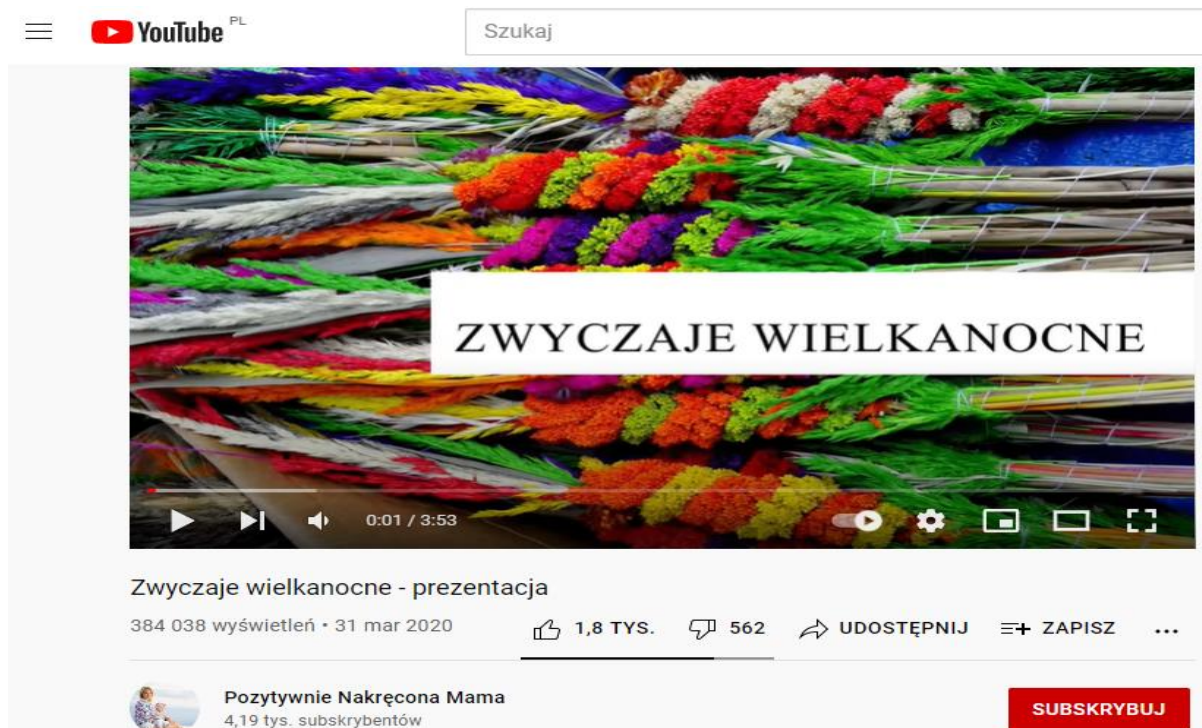 YouTube PL
Szukaj
ZWYCZAJE WIELKANOCNE
0:01 / 3:53
Zwyczaje wielkanocne - prezentacja
384 038 wyświetleń • 31 mar 2020 1,8 TYS. 562 UDOSTĘPNIJ ZAPISZ
Pozytywnie Nakręcona Mama
4,19 tys. subskrybentów
SUBSKRYBUJ